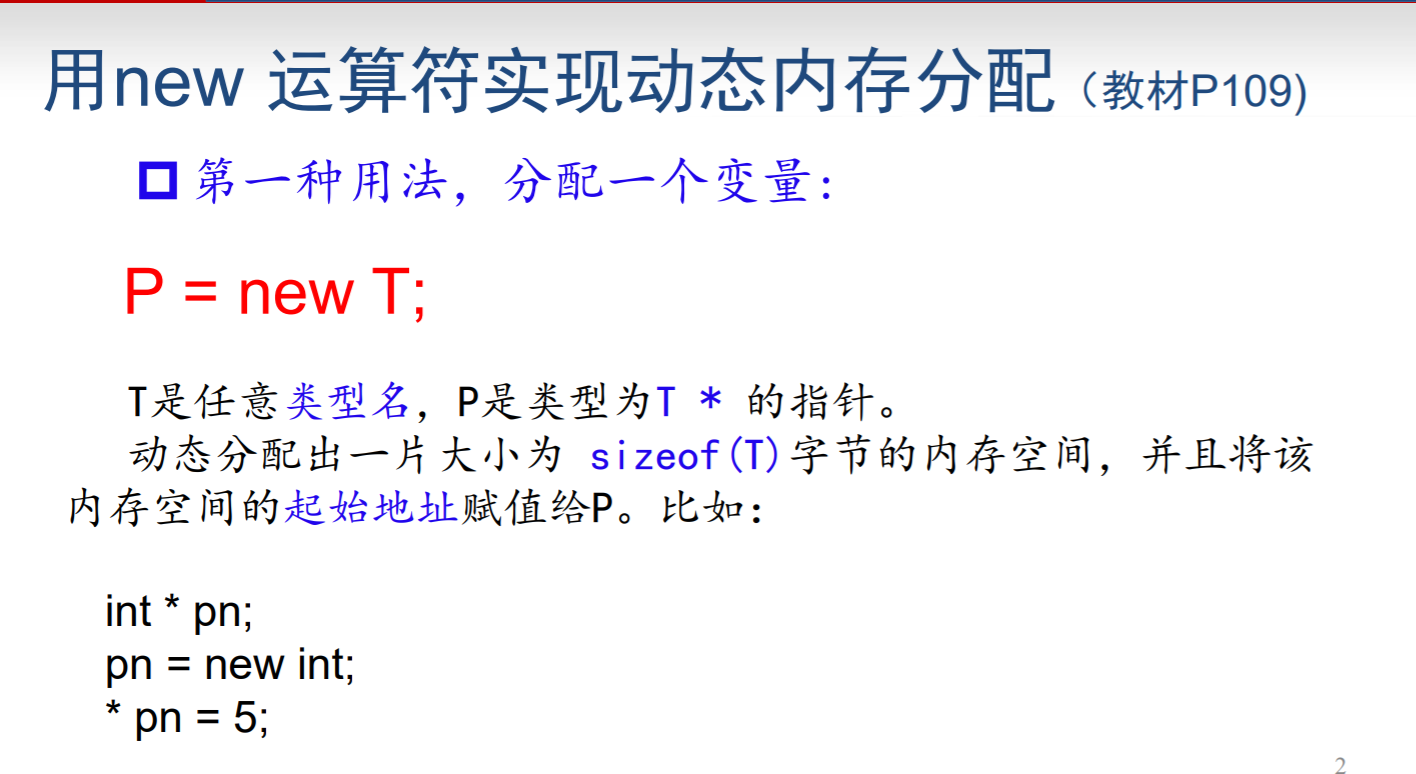 用new 运算符实现动态内存分配（教材P109)
第一种用法，分配一个变量：
P = new T;
T是任意类型名，P是类型为T * 的指针。
动态分配出一片大小为 sizeof(T)字节的内存空间，并且将该
内存空间的起始地址赋值给P。比如：
int * pn;
pn = new int;
* pn = 5;
2